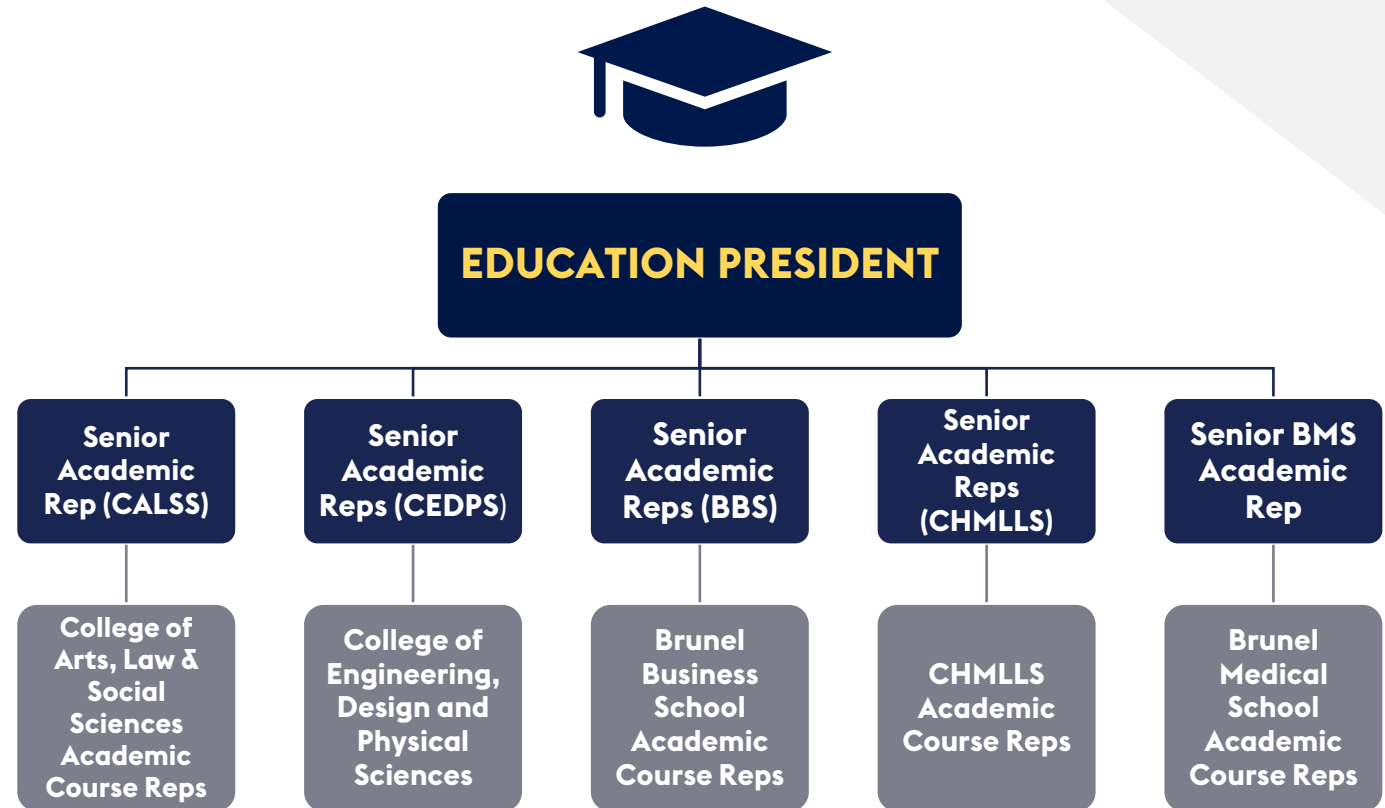 EDUCATION PRESIDENT
Senior
Academic
Rep (CALSS)
Senior
Academic
Reps (CEDPS)
Senior
Academic
Reps (BBS)
Senior
Academic
Reps
(CHMLLS)
Senior BMS
Academic
Rep
College of
Arts, Law &
Social
Sciences
Academic
Course Reps
College of
Engineering,
Design and
Physical
Sciences
Brunel
Business
School
Academic
Course Reps
CHMLLS
Academic
Course Reps
Brunel
Medical
School
Academic
Course Reps